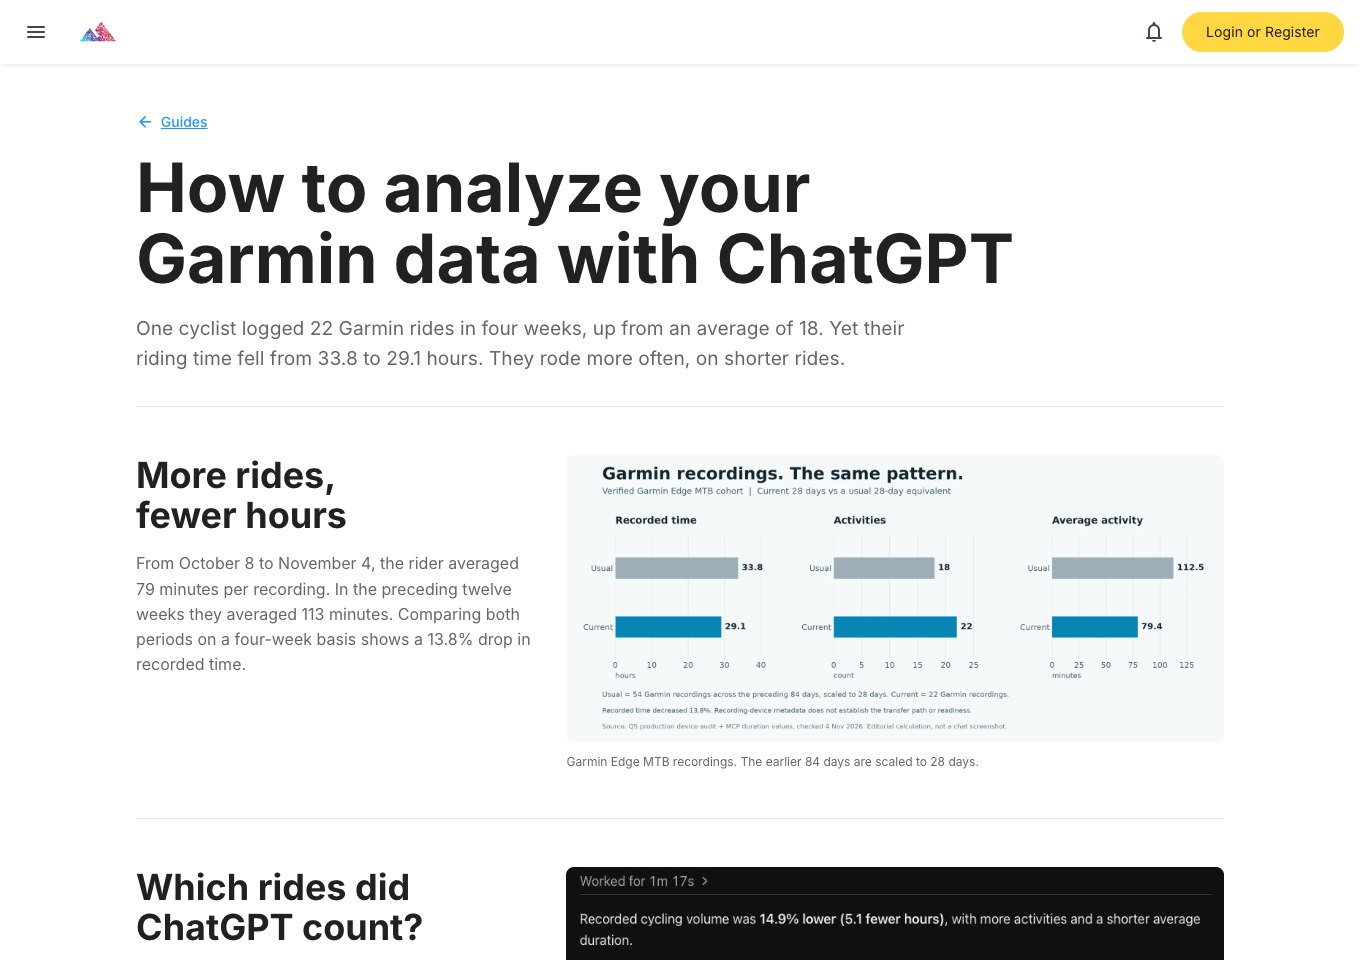 Login or Register
Guides
How to analyze your
Garmin data with ChatGPT
One cyclist logged 22 Garmin rides in four weeks, up from an average of 18. Yet their
riding time fell from 33.8 to 29.1 hours. They rode more often, on shorter rides.
More rides,
fewer hours
From October 8 to November 4, the rider averaged
79 minutes per recording. In the preceding twelve
weeks they averaged 113 minutes. Comparing both
periods on a four-week basis shows a 13.8% drop in
recorded time.
Garmin recordings. The same pattern.
Verified Garmin Edge MTB cohort | Current 28 days vs a usual 28-day equivalent
Recorded time
Usual 33.8
Current 29.1
0 10 20 30 40
hours
Activities
Usual 18
Current 22
0 5 10 15 20 25
count
Average activity
Usual 112.5
Current 79.4
0 25 50 75 100 125
minutes
Usual = 54 Garmin recordings across the preceding 84 days, scaled to 28 days. Current = 22 Garmin recordings.
Recorded time decreased 13.8%. Recording-device metadata does not establish the transfer path or readiness.
Source: QS production device audit + MCP duration values, checked 4 Nov 2026. Editorial calculation, not a chat screenshot.
Garmin Edge MTB recordings. The earlier 84 days are scaled to 28 days.
Which rides did
ChatGPT count?
Worked for 1m 17s >
Recorded cycling volume was 14.9% lower (5.1 fewer hours), with more activities and a shorter average
duration.